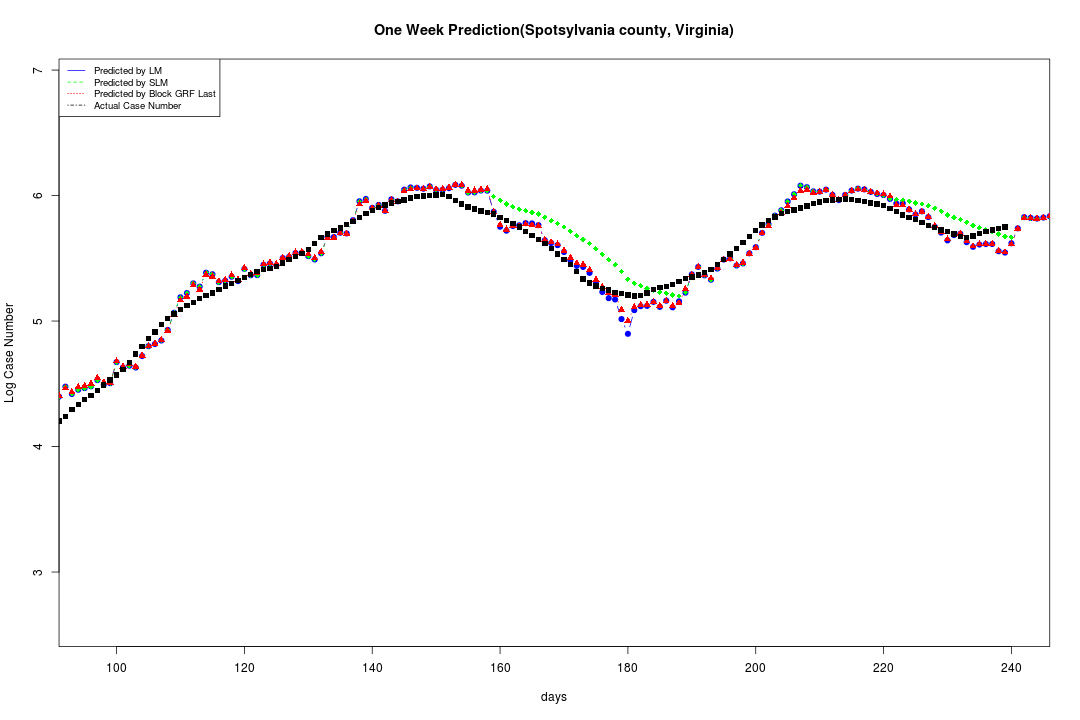 One Week Prediction(Spotsylvania county, Virginia)
Predicted by LM
Predicted by SLM
Predicted by Block GRF Last
Actual Case Number
7
6
5
4
3
Log Case Number
100 120 140 160 180 200 220 240
days